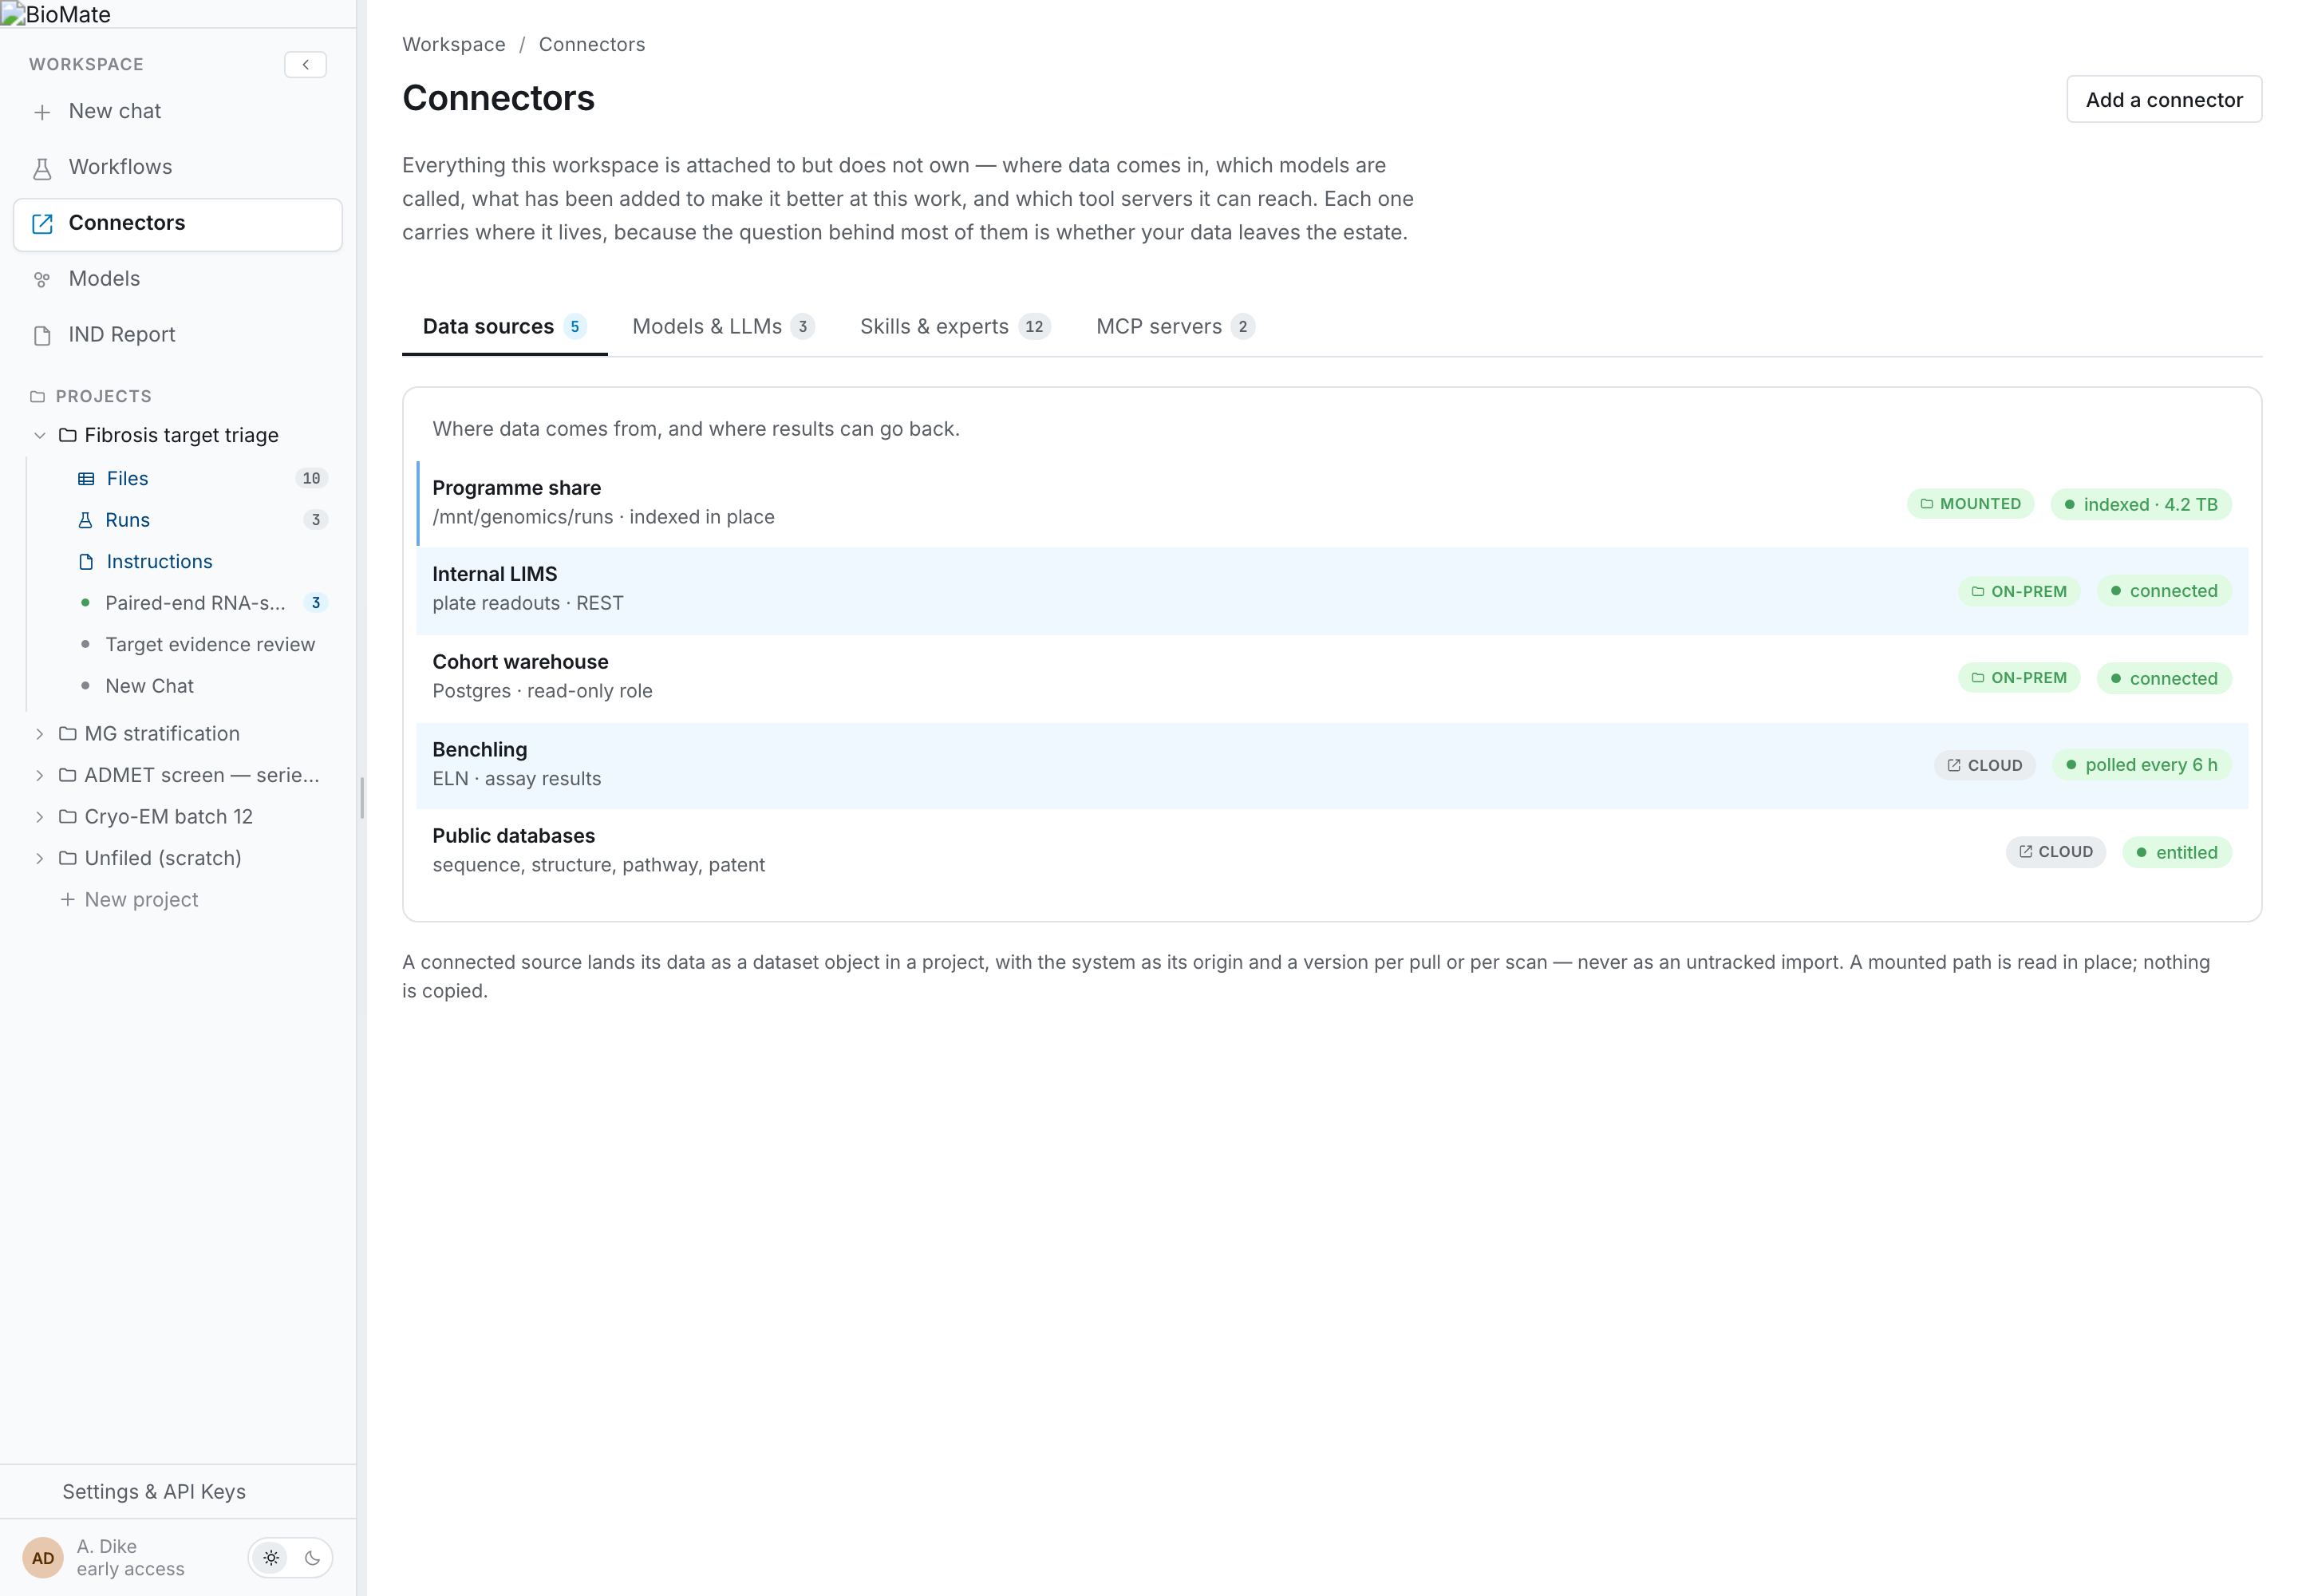 BioMate
WORKSPACE
New chat
Workflows
Connectors
Models
IND Report
PROJECTS
Fibrosis target triage
Files 10
Runs 3
Instructions
Paired-end RNA-s... 3
Target evidence review
New Chat
MG stratification
ADMET screen — serie...
Cryo-EM batch 12
Unfiled (scratch)
+ New project
Settings & API Keys
AD
A. Dike
early access
Workspace / Connectors
Connectors
Add a connector
Everything this workspace is attached to but does not own — where data comes in, which models are
called, what has been added to make it better at this work, and which tool servers it can reach. Each one
carries where it lives, because the question behind most of them is whether your data leaves the estate.
Data sources 5 Models & LLMs 3 Skills & experts 12 MCP servers 2
Where data comes from, and where results can go back.
Programme share
/mnt/genomics/runs · indexed in place
MOUNTED indexed · 4.2 TB
Internal LIMS
plate readouts · REST
ON-PREM connected
Cohort warehouse
Postgres · read-only role
ON-PREM connected
Benchling
ELN · assay results
CLOUD polled every 6 h
Public databases
sequence, structure, pathway, patent
CLOUD entitled
A connected source lands its data as a dataset object in a project, with the system as its origin and a version per pull or per scan — never as an untracked import. A mounted path is read in place; nothing
is copied.